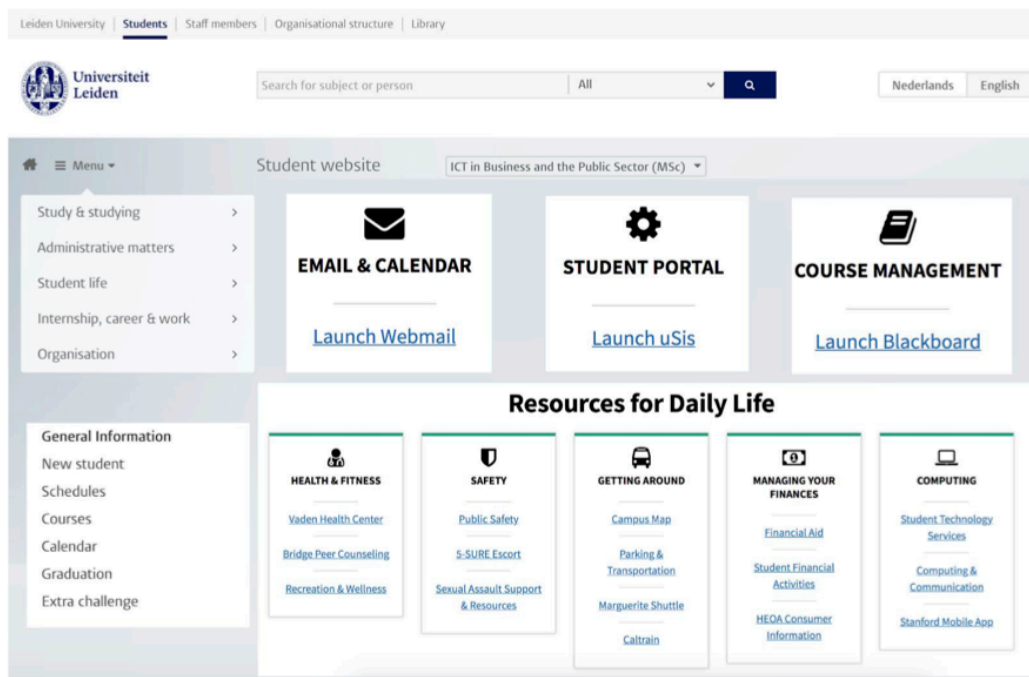 Leiden University | Students | Staff members | Organisational structure | Library
Universiteit
Leiden
Search for subject or person
All
Nederlands
English
Menu
Student website
ICT in Business and the Public Sector (MSc)
Study & studying
Administrative matters
Student life
Internship, career & work
Organisation
EMAIL & CALENDAR
Launch Webmail
STUDENT PORTAL
Launch uSis
COURSE MANAGEMENT
Launch Blackboard
General Information
New student
Schedules
Courses
Calendar
Graduation
Extra challenge
Resources for Daily Life
HEALTH & FITNESS
Vaden Health Center
Bridge Peer Counseling
Recreation & Wellness
SAFETY
Public Safety
5-SURE Escort
Sexual Assault Support
& Resources
GETTING AROUND
Campus Map
Parking &
Transportation
Marguerite Shuttle
Caltrain
MANAGING YOUR
FINANCES
Financial Aid
Student Financial
Activities
HEOA Consumer
Information
COMPUTING
Student Technology
Services
Computing &
Communication
Stanford Mobile App